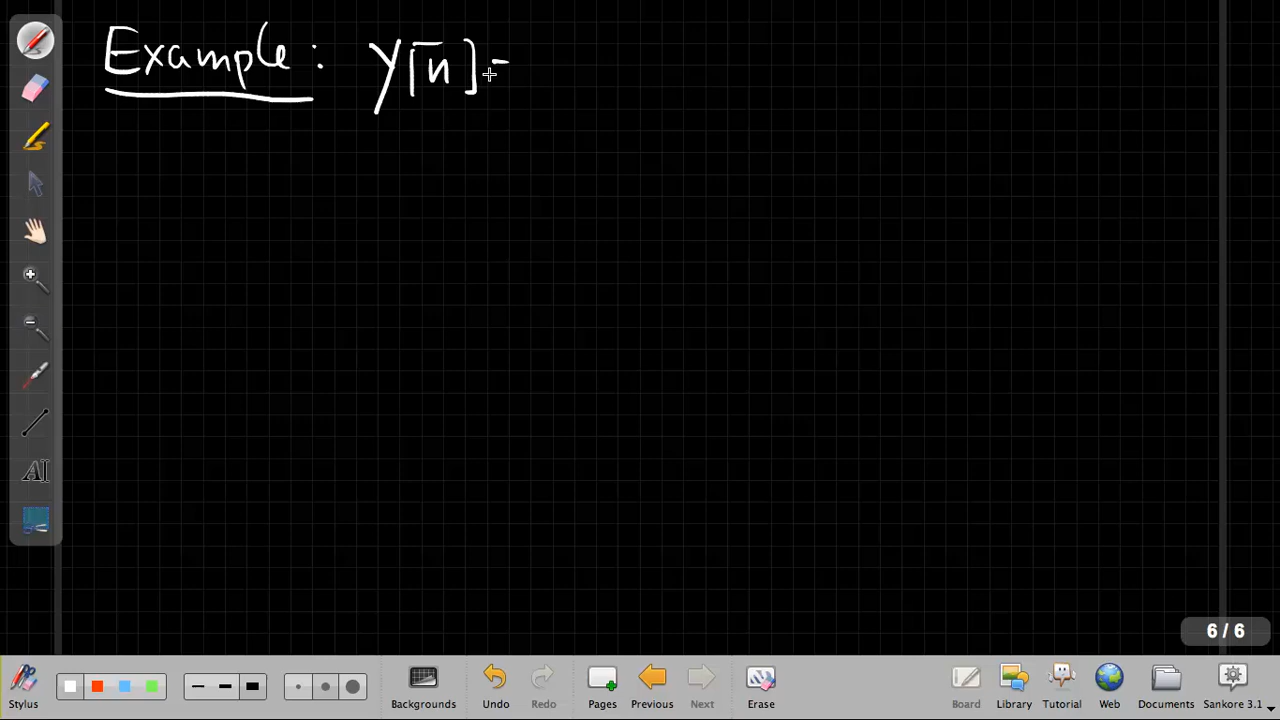 Example: y[n]=
6 / 6
Stylus Backgrounds Undo Redo Pages Previous Next Erase Board Library Tutorial Web Documents Sankore 3.1